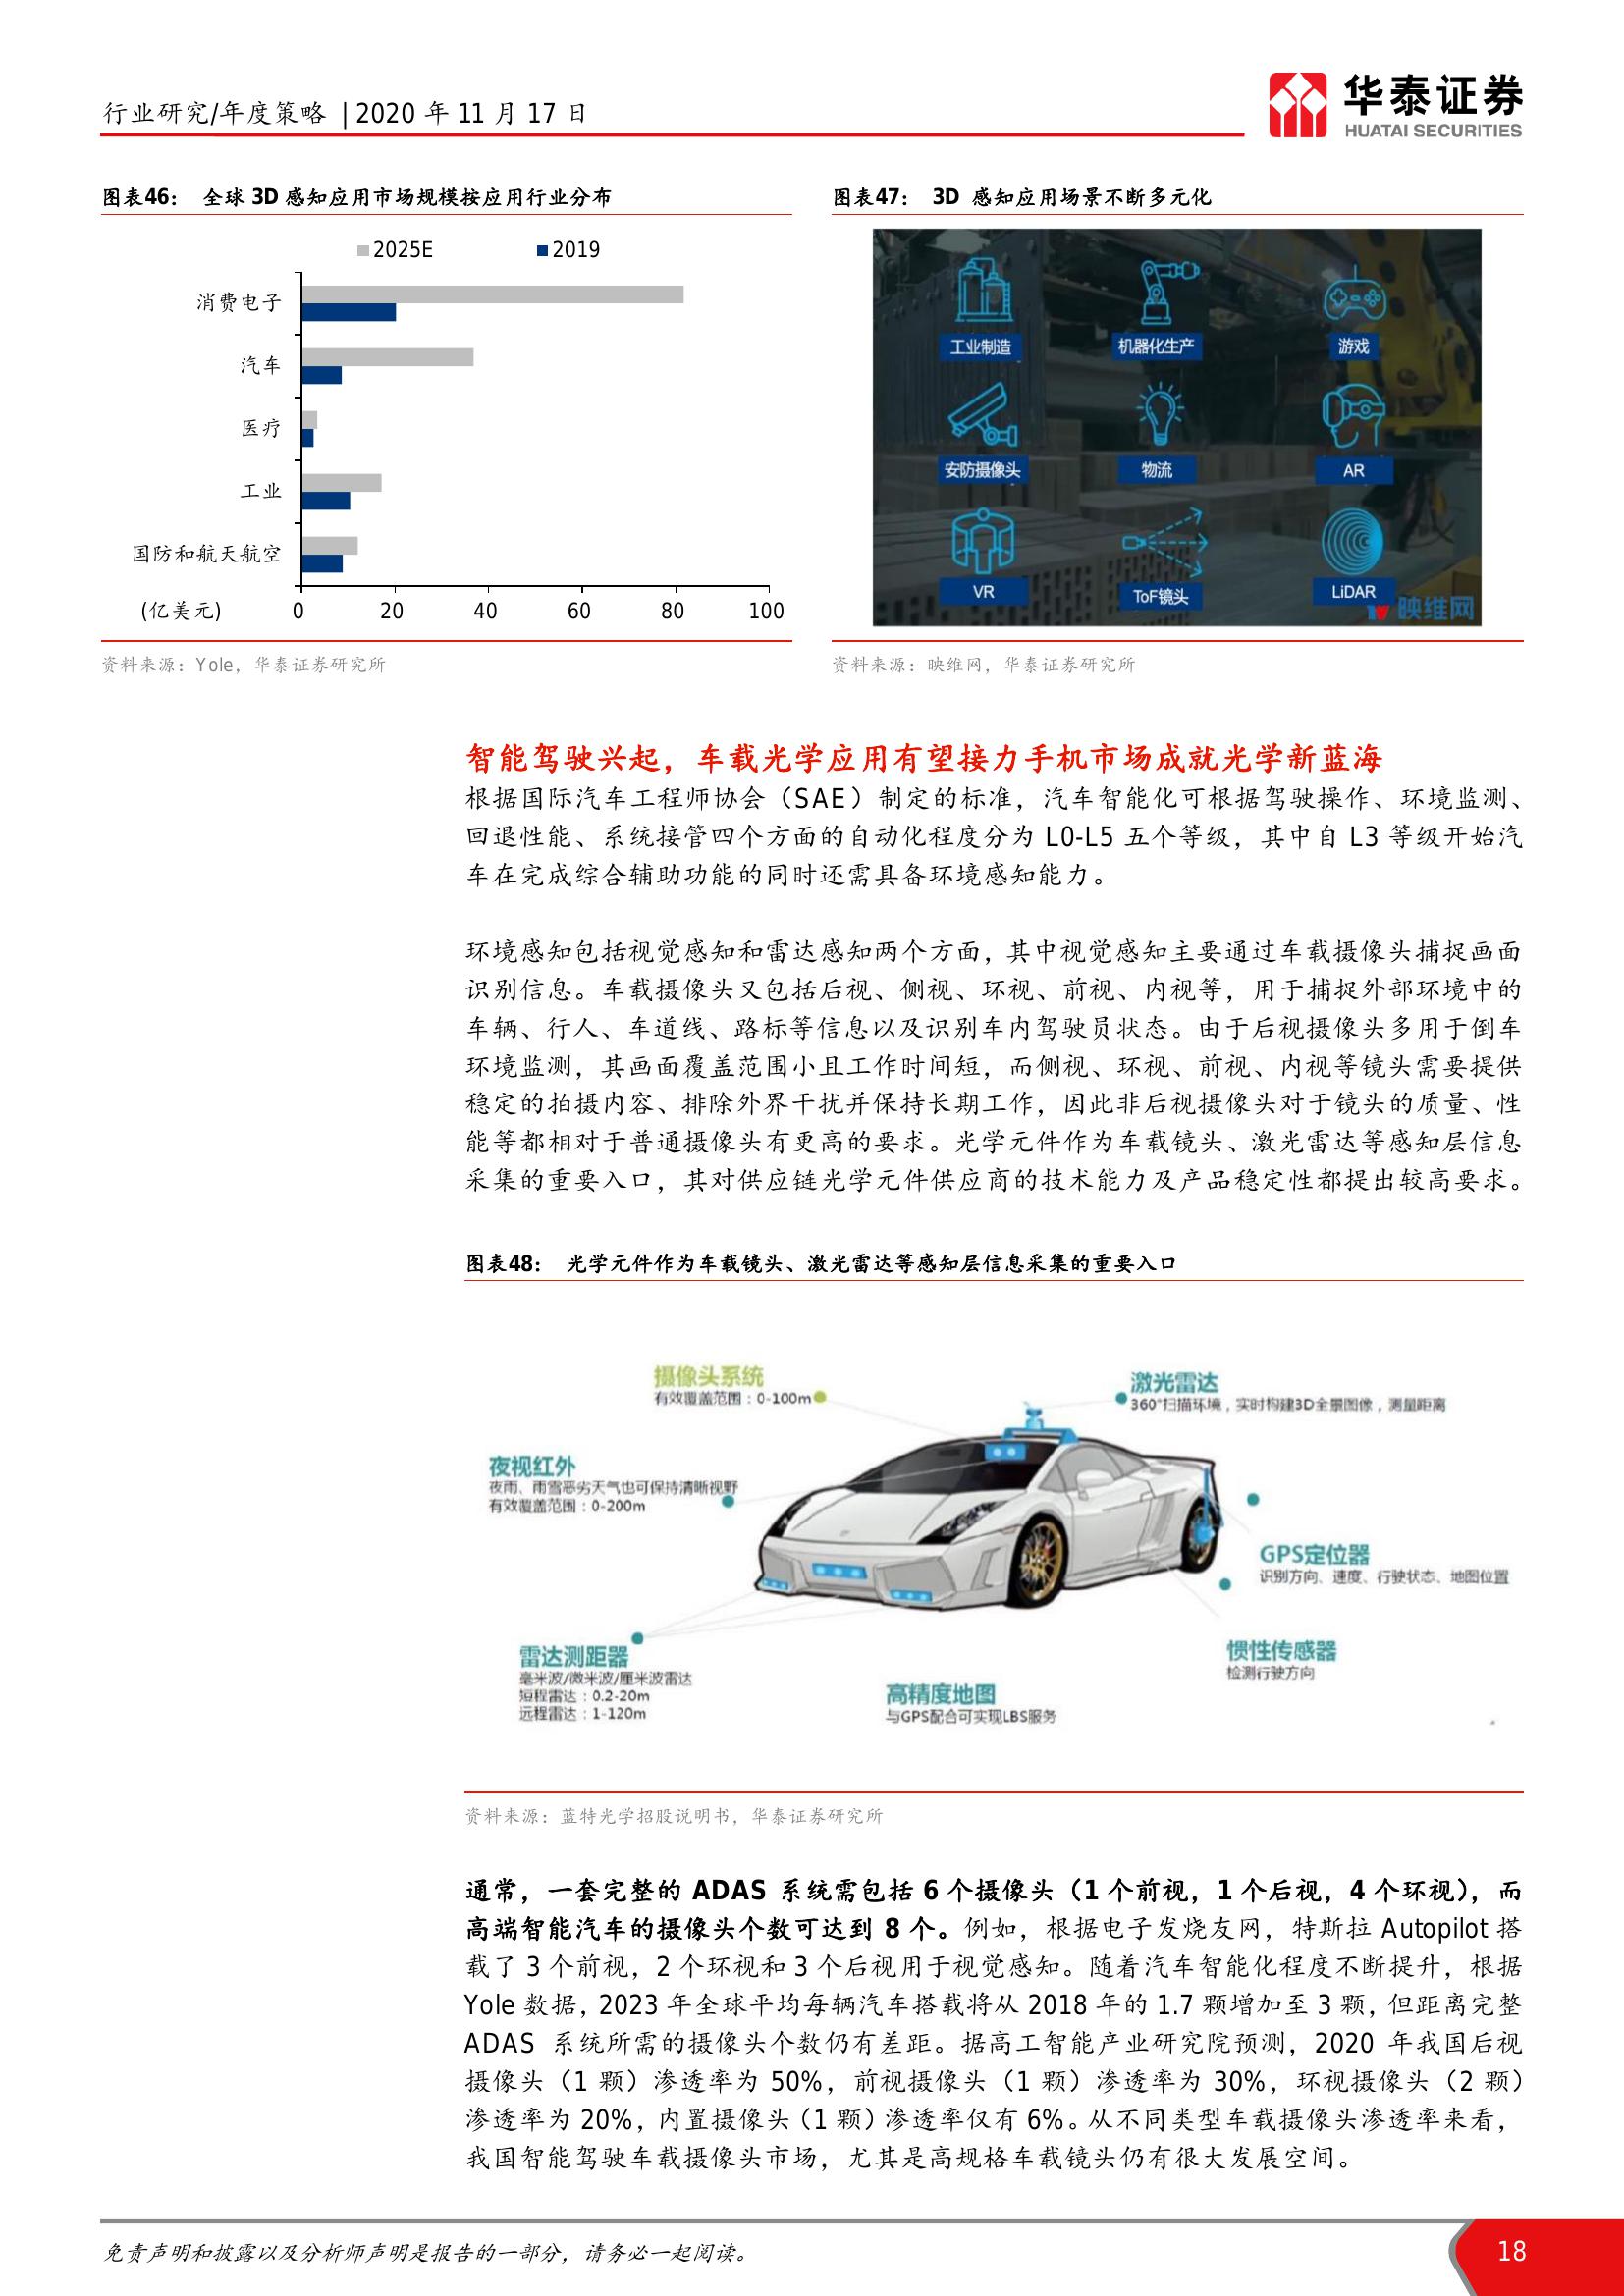 行业研究/年度策略 | 2020 年 11 月 17 日
华泰证券
HUATAI SECURITIES
图表46： 全球 3D 感知应用市场规模按应用行业分布
2025E 2019
消费电子
汽车
医疗
工业
国防和航天航空
(亿美元) 0 20 40 60 80 100
资料来源：Yole，华泰证券研究所
图表47： 3D 感知应用场景不断多元化
工业制造 机器化生产 游戏
安防摄像头 物流 AR
VR ToF镜头 LiDAR
映维网
资料来源：映维网，华泰证券研究所
智能驾驶兴起，车载光学应用有望接力手机市场成就光学新蓝海
根据国际汽车工程师协会（SAE）制定的标准，汽车智能化可根据驾驶操作、环境监测、
回退性能、系统接管四个方面的自动化程度分为 L0-L5 五个等级，其中自 L3 等级开始汽
车在完成综合辅助功能的同时还需具备环境感知能力。
环境感知包括视觉感知和雷达感知两个方面，其中视觉感知主要通过车载摄像头捕捉画面
识别信息。车载摄像头又包括后视、侧视、环视、前视、内视等，用于捕捉外部环境中的
车辆、行人、车道线、路标等信息以及识别车内驾驶员状态。由于后视摄像头多用于倒车
环境监测，其画面覆盖范围小且工作时间短，而侧视、环视、前视、内视等镜头需要提供
稳定的拍摄内容、排除外界干扰并保持长期工作，因此非后视摄像头对于镜头的质量、性
能等都相对于普通摄像头有更高的要求。光学元件作为车载镜头、激光雷达等感知层信息
采集的重要入口，其对供应链光学元件供应商的技术能力及产品稳定性都提出较高要求。
图表48： 光学元件作为车载镜头、激光雷达等感知层信息采集的重要入口
摄像头系统
有效覆盖范围：0-100m
激光雷达
360°扫描环境，实时构建3D全景图像，测量距离
夜视红外
夜雨、雨雪恶劣天气也可保持清晰视野
有效覆盖范围：0-200m
GPS定位器
识别方向、速度、行驶状态、地图位置
雷达测距器
毫米波/微米波/厘米波雷达
短程雷达：0.2-20m
远程雷达：1-120m
惯性传感器
检测行驶方向
高精度地图
与GPS配合可实现LBS服务
资料来源：蓝特光学招股说明书，华泰证券研究所
通常，一套完整的 ADAS 系统需包括 6 个摄像头（1 个前视，1 个后视，4 个环视），而
高端智能汽车的摄像头个数可达到 8 个。例如，根据电子发烧友网，特斯拉 Autopilot 搭
载了 3 个前视，2 个环视和 3 个后视用于视觉感知。随着汽车智能化程度不断提升，根据
Yole 数据，2023 年全球平均每辆汽车搭载将从 2018 年的 1.7 颗增加至 3 颗，但距离完整
ADAS 系统所需的摄像头个数仍有差距。据高工智能产业研究院预测，2020 年我国后视
摄像头（1 颗）渗透率为 50%，前视摄像头（1 颗）渗透率为 30%，环视摄像头（2 颗）
渗透率为 20%，内置摄像头（1 颗）渗透率仅有 6%。从不同类型车载摄像头渗透率来看，
我国智能驾驶车载摄像头市场，尤其是高规格车载镜头仍有很大发展空间。
免责声明和披露以及分析师声明是报告的一部分，请务必一起阅读。
18